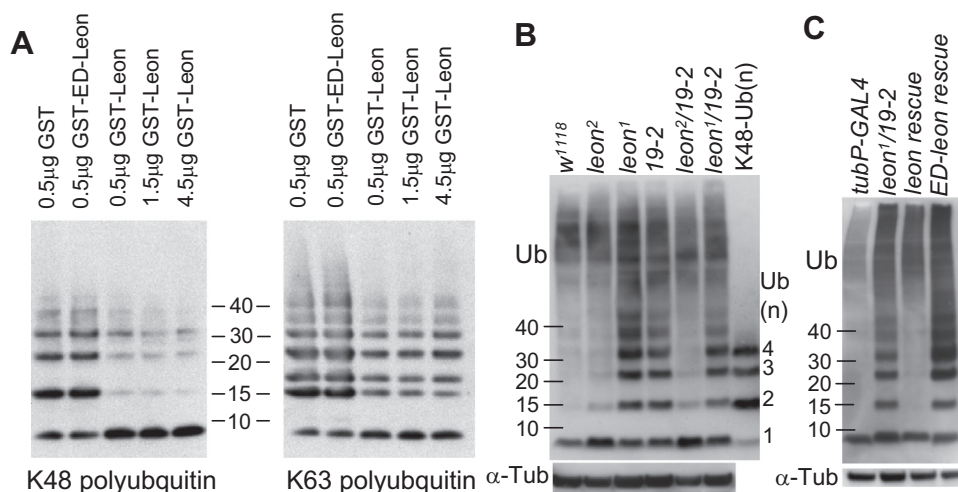 A
0.5µg GST
0.5µg GST-ED-Leon
0.5µg GST-Leon
1.5µg GST-Leon
4.5µg GST-Leon
– 40 –
– 30 –
– 20 –
– 15 –
– 10 –
K48 polyubquitin
0.5µg GST
0.5µg GST-ED-Leon
0.5µg GST-Leon
1.5µg GST-Leon
4.5µg GST-Leon
K63 polyubquitin
B
w1118
leon2
leon1
19-2
leon2/19-2
leon1/19-2
K48-Ub(n)
Ub
40
30
20
15
10
Ub
(n)
4
3
2
1
α-Tub
C
tubP-GAL4
leon1/19-2
leon rescue
ED-leon rescue
Ub
40
30
20
15
10
α-Tub